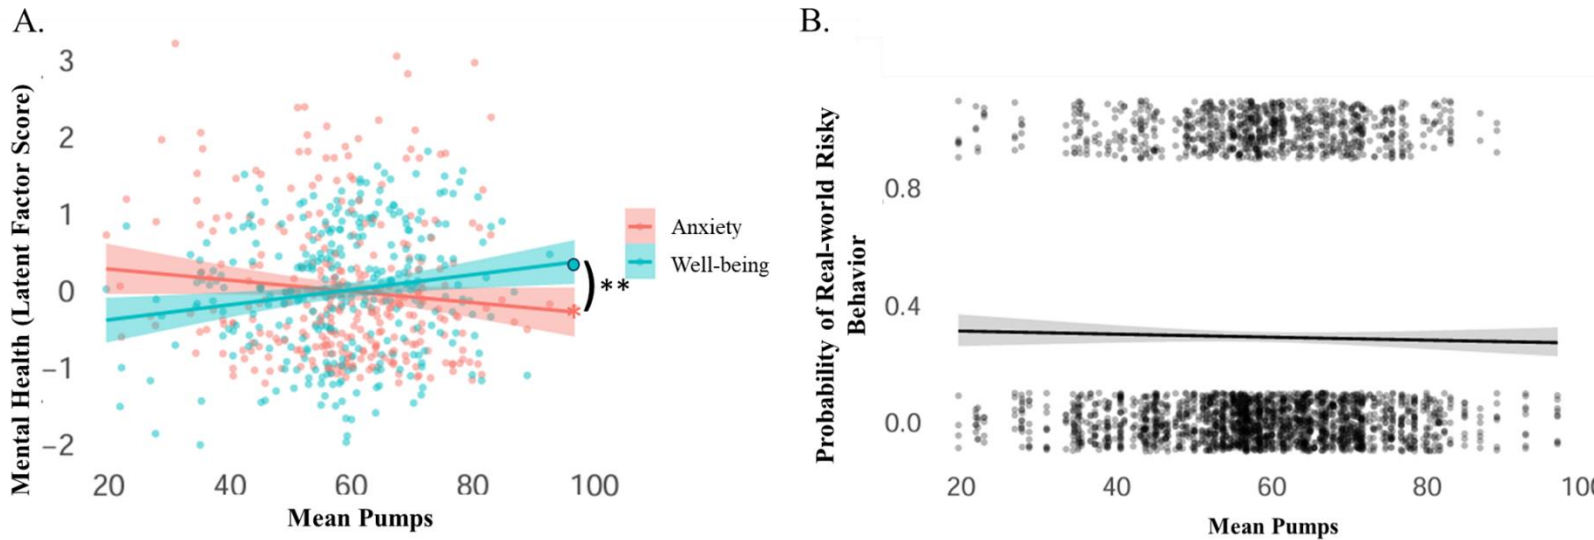 A.
Mental Health (Latent Factor Score)
3
2
1
0
−1
−2
20 40 60 80 100
Mean Pumps
Anxiety
Well-being
**
*
B.
Probability of Real-world Risky
Behavior
0.8
0.4
0.0
20 40 60 80 100
Mean Pumps